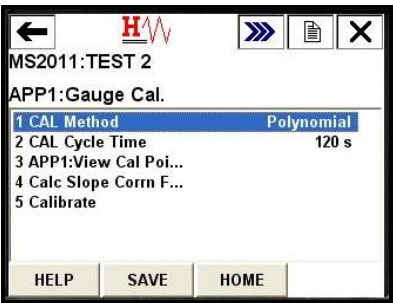 H
MS2011:TEST 2
APP1:Gauge Cal.
1 CAL Method Polynomial
2 CAL Cycle Time 120 s
3 APP1:View Cal Poi...
4 Calc Slope Corrn F...
5 Calibrate
HELP SAVE HOME